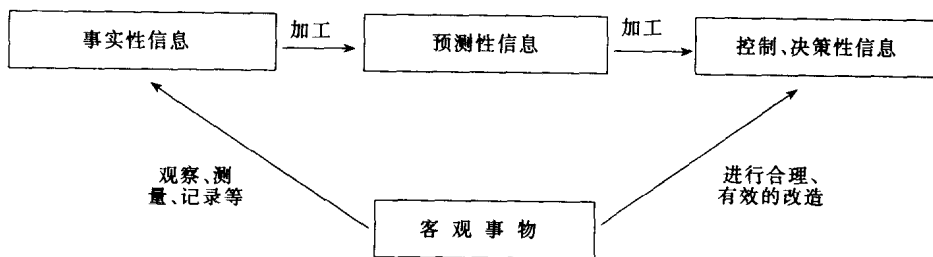 事实性信息
加工
预测性信息
加工
控制、决策性信息
观察、测
量、记录等
进行合理、
有效的改造
客观事物